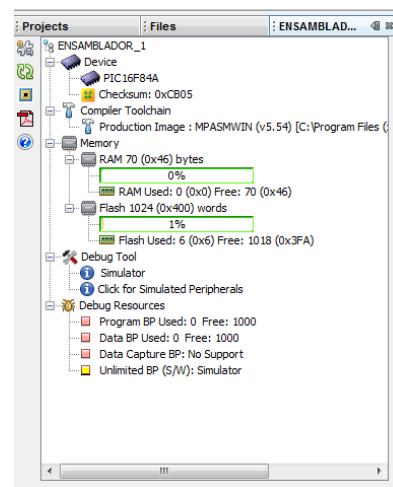 Projects Files ENSAMBLAD...
ENSAMBLADOR_1
Device
PIC16F84A
Checksum: 0xCB05
Compiler Toolchain
Production Image : MPASMWIN (v5.54) [C:\Program Files (
Memory
RAM 70 (0x46) bytes
0%
RAM Used: 0 (0x0) Free: 70 (0x46)
Flash 1024 (0x400) words
1%
Flash Used: 6 (0x6) Free: 1018 (0x3FA)
Debug Tool
Simulator
Click for Simulated Peripherals
Debug Resources
Program BP Used: 0 Free: 1000
Data BP Used: 0 Free: 1000
Data Capture BP: No Support
Unlimited BP (S/W): Simulator